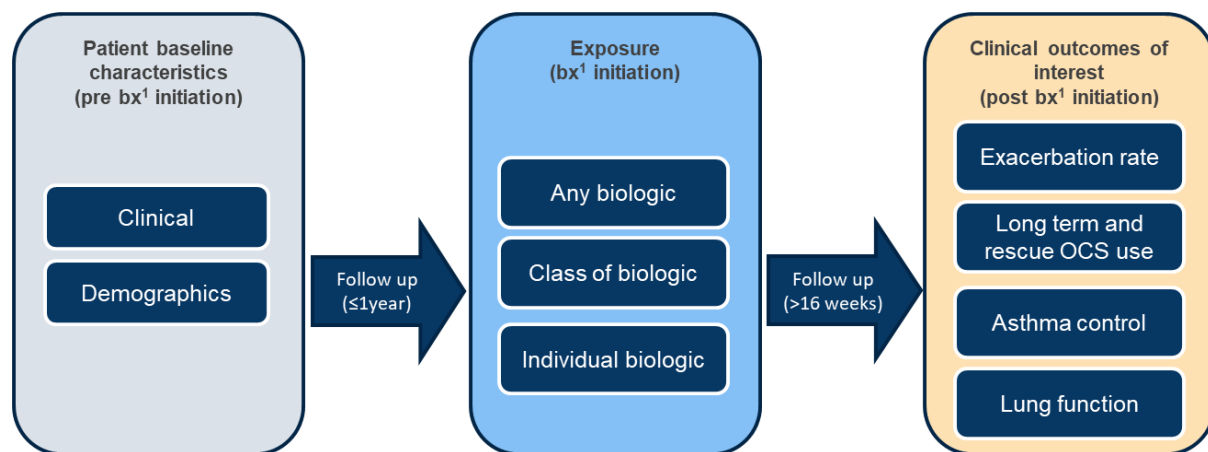 Patient baseline
characteristics
(pre bx¹ initiation)
Clinical
Demographics
Follow up
(≤1year)
Exposure
(bx¹ initiation)
Any biologic
Class of biologic
Individual biologic
Follow up
(>16 weeks)
Clinical outcomes of
interest
(post bx¹ initiation)
Exacerbation rate
Long term and
rescue OCS use
Asthma control
Lung function